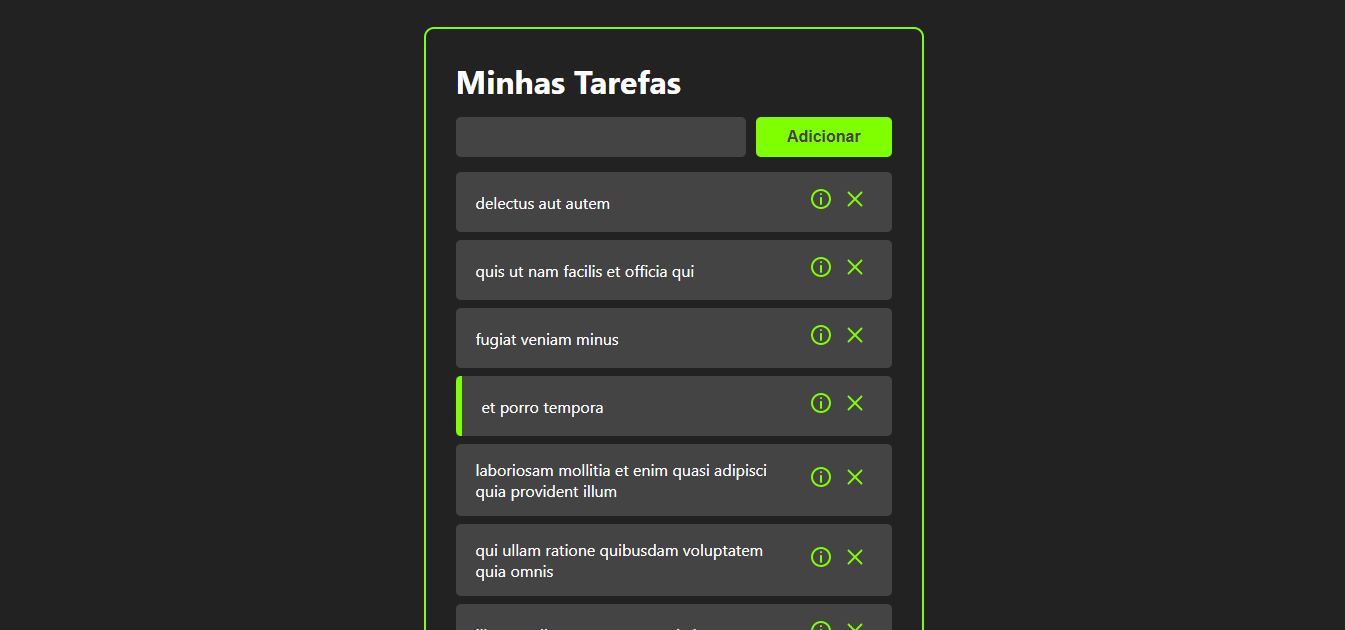 Minhas Tarefas
Adicionar
delectus aut autem
quis ut nam facilis et officia qui
fugiat veniam minus
et porro tempora
laboriosam mollitia et enim quasi adipisci
quia provident illum
qui ullam ratione quibusdam voluptatem
quia omnis